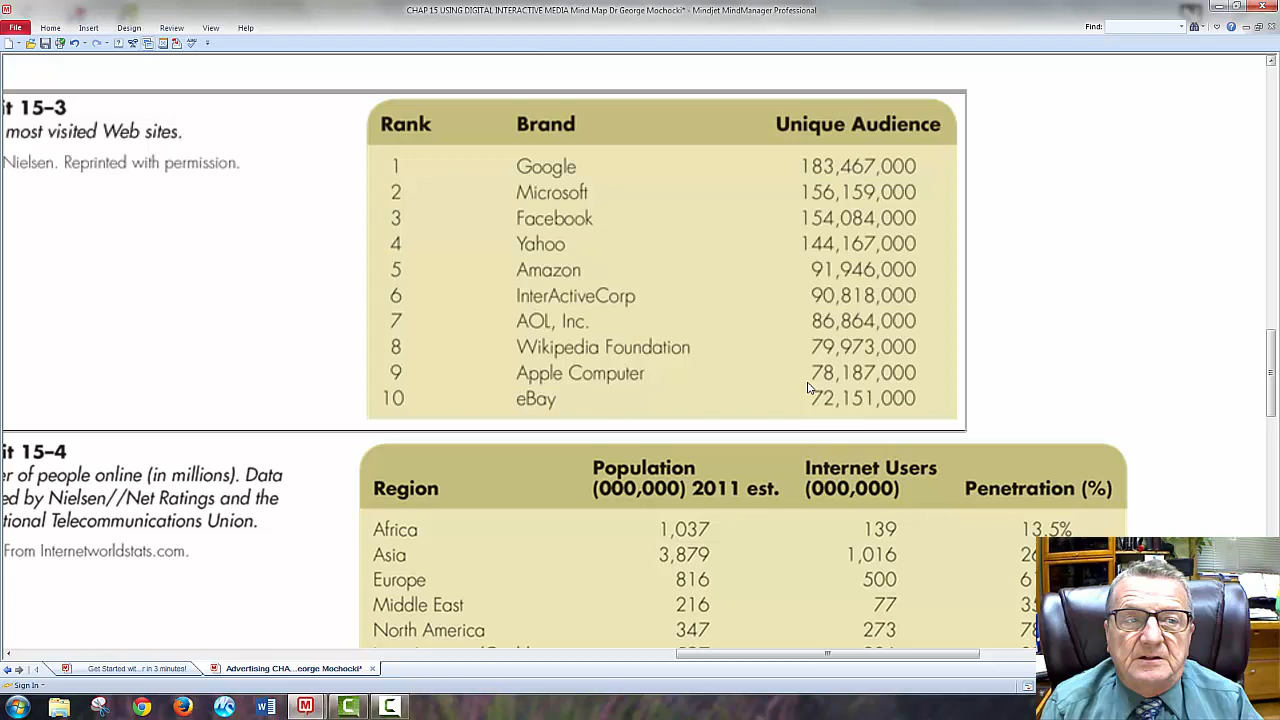 CHAP 15 USING DIGITAL INTERACTIVE MEDIA Mind Map Dr George Mochocki* - Mindjet MindManager Professional
File Home Insert Design Review View Help Find:
it 15–3
most visited Web sites.
Nielsen. Reprinted with permission.
Rank Brand Unique Audience
1 Google 183,467,000
2 Microsoft 156,159,000
3 Facebook 154,084,000
4 Yahoo 144,167,000
5 Amazon 91,946,000
6 InterActiveCorp 90,818,000
7 AOL, Inc. 86,864,000
8 Wikipedia Foundation 79,973,000
9 Apple Computer 78,187,000
10 eBay 72,151,000
it 15–4
er of people online (in millions). Data
ed by Nielsen//Net Ratings and the
tional Telecommunications Union.
From Internetworldstats.com.
Population Internet Users
Region (000,000) 2011 est. (000,000) Penetration (%)
Africa 1,037 139 13.5%
Asia 3,879 1,016
Europe 816 500
Middle East 216 77
North America 347 273
Get Started wit...r in 3 minutes! Advertising CHA...eorge Mochocki*
Sign In